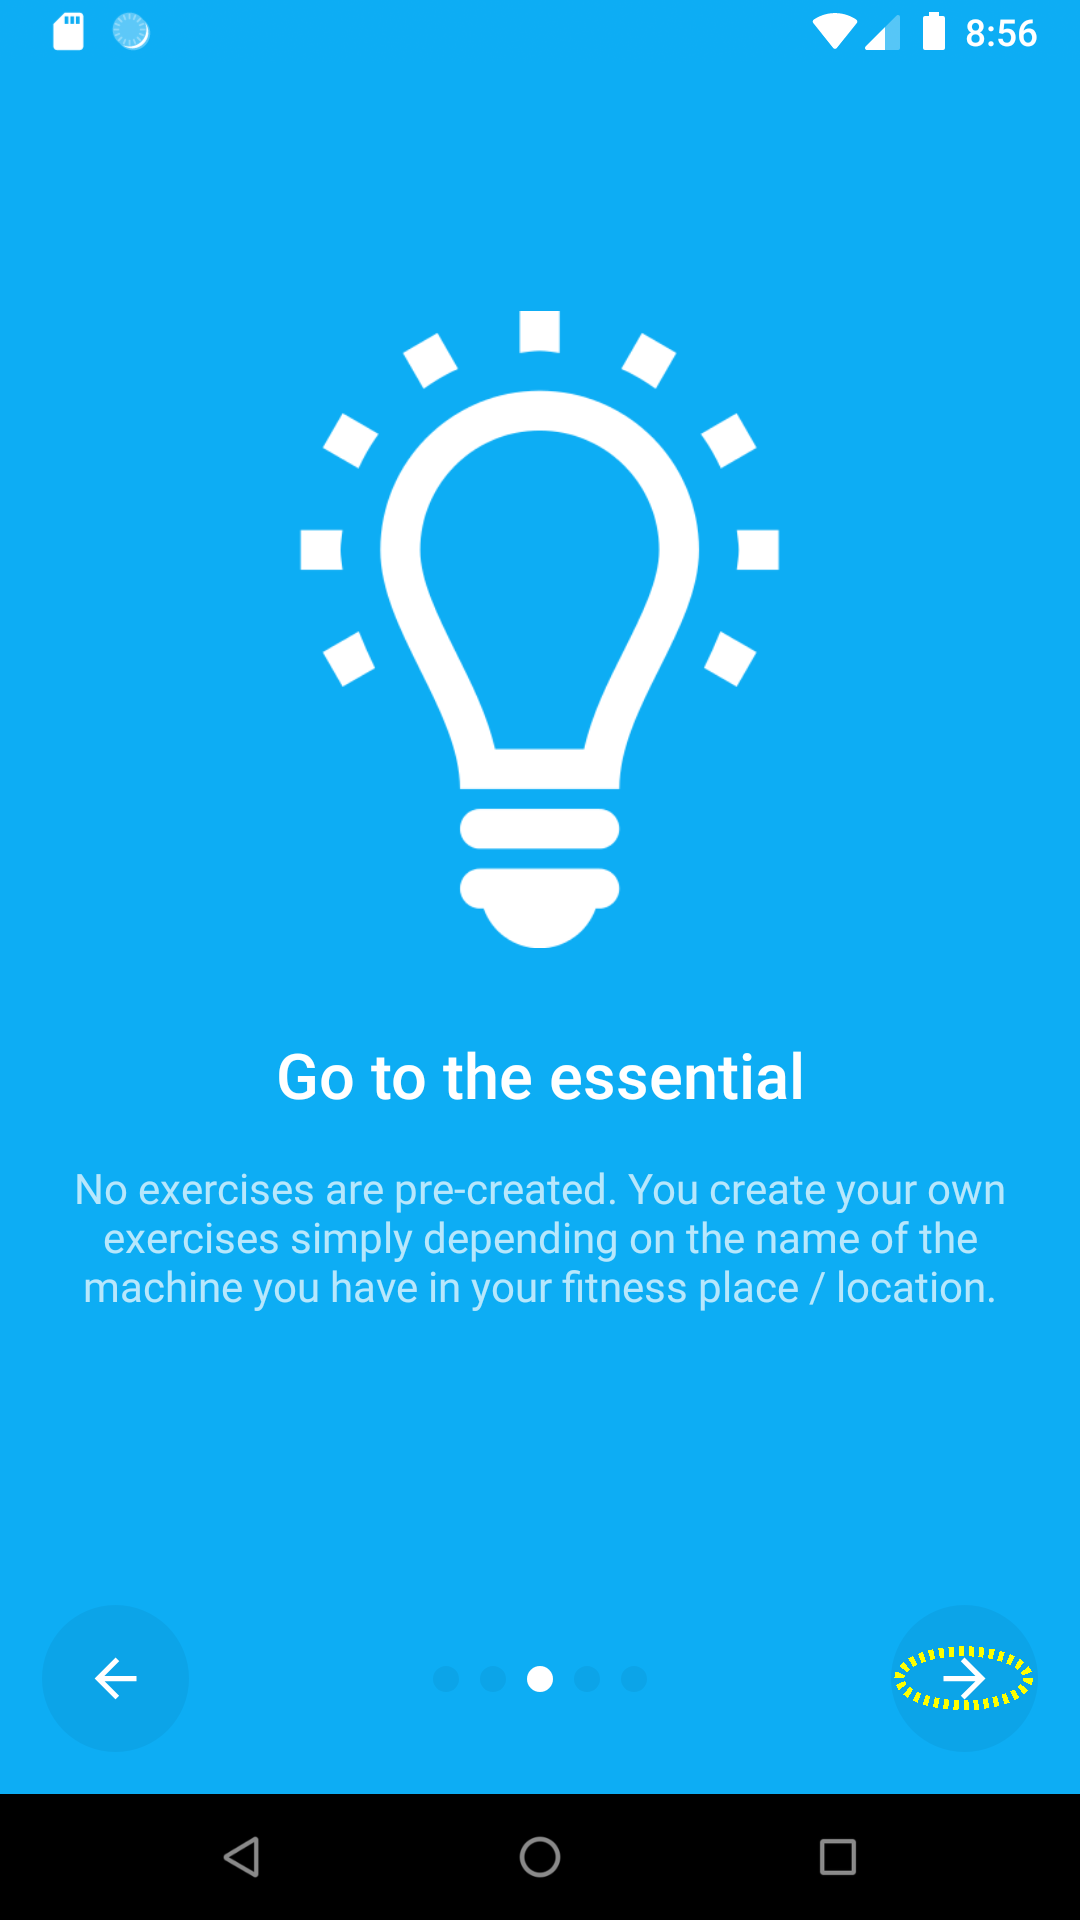 8:56
Go to the essential
No exercises are pre-created. You create your own
exercises simply depending on the name of the
machine you have in your fitness place / location.